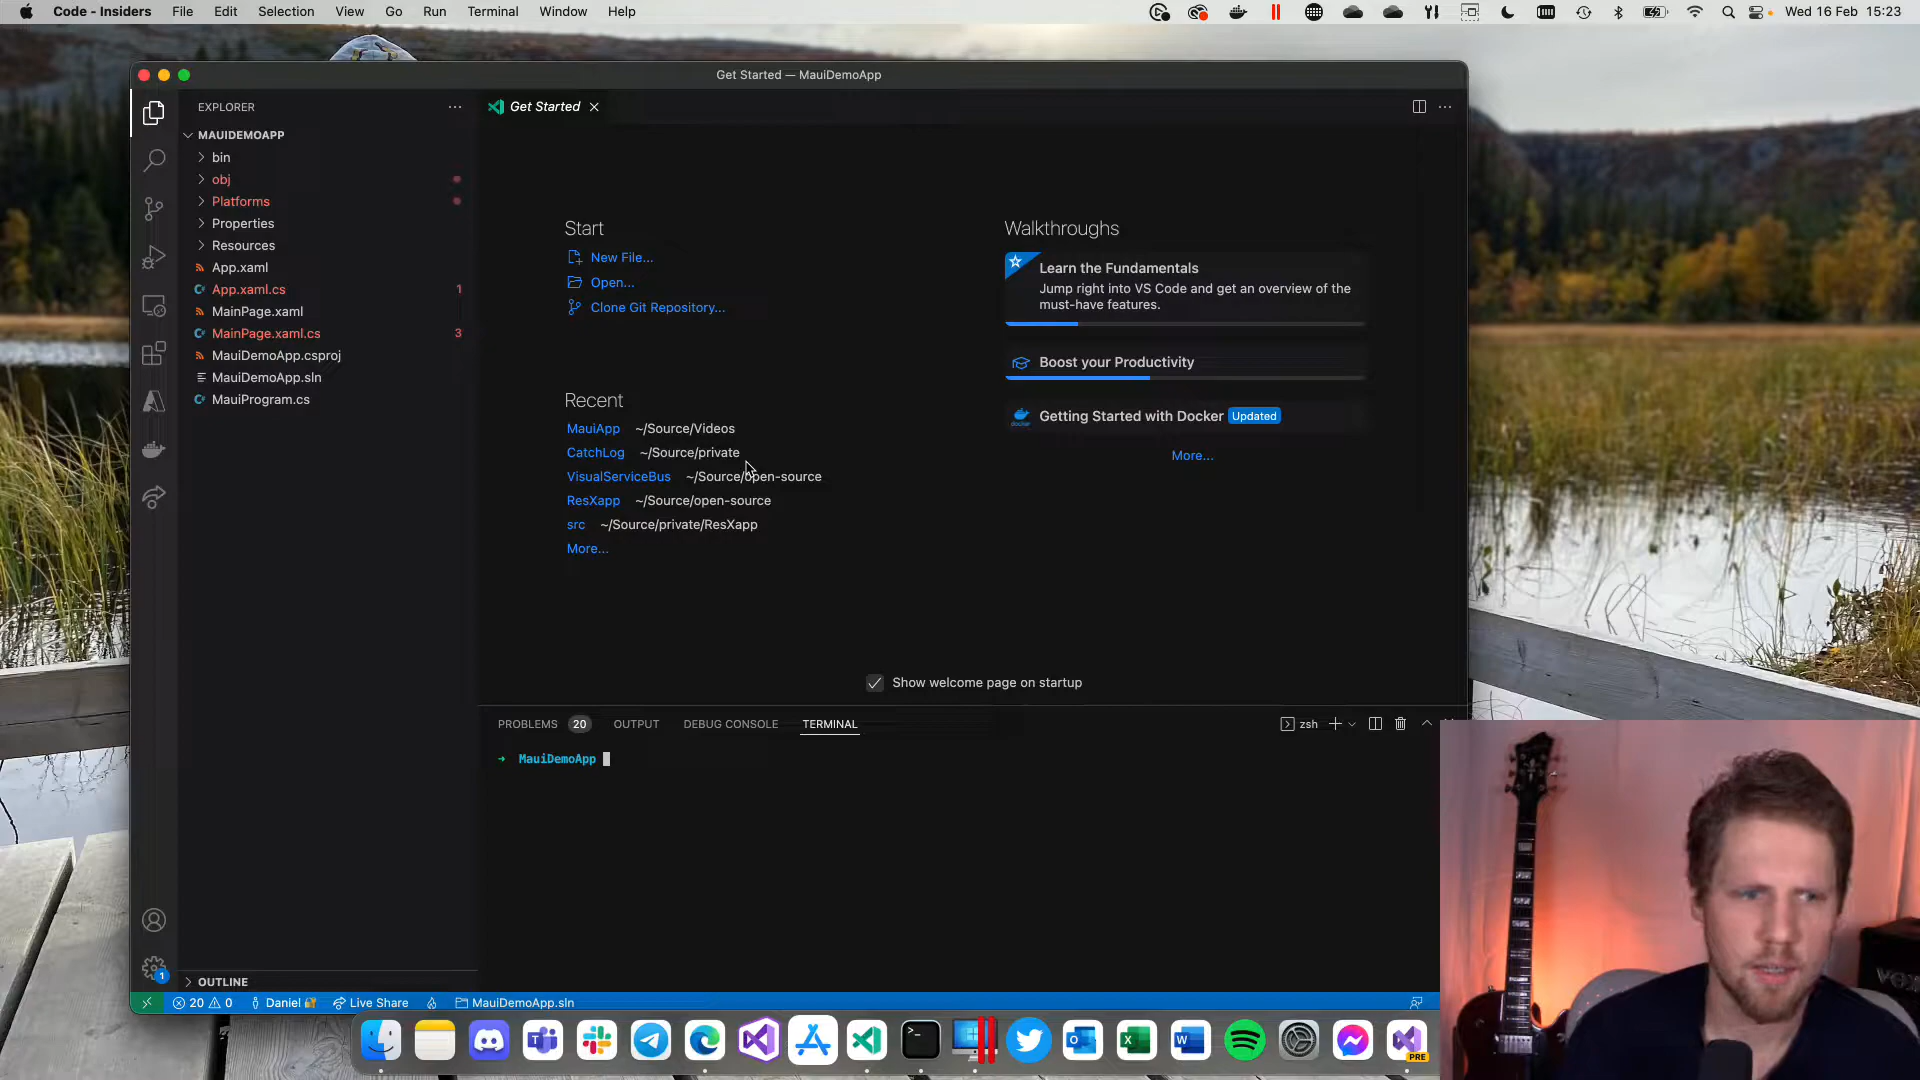 Code - Insiders File Edit Selection View Go Run Terminal Window Help Wed 16 Feb 15:23
Get Started — MauiDemoApp
EXPLORER
MAUIDEMOAPP
bin
obj
Platforms
Properties
Resources
App.xaml
App.xaml.cs 1
MainPage.xaml
MainPage.xaml.cs 3
MauiDemoApp.csproj
MauiDemoApp.sln
MauiProgram.cs
OUTLINE
Get Started
Start
New File...
Open...
Clone Git Repository...
Recent
MauiApp ~/Source/Videos
CatchLog ~/Source/private
VisualServiceBus ~/Source/open-source
ResXapp ~/Source/open-source
src ~/Source/private/ResXapp
More...
Walkthroughs
Learn the Fundamentals
Jump right into VS Code and get an overview of the
must-have features.
Boost your Productivity
Getting Started with Docker Updated
More...
Show welcome page on startup
PROBLEMS 20 OUTPUT DEBUG CONSOLE TERMINAL zsh
MauiDemoApp
1
20 0 Daniel Live Share MauiDemoApp.sln
PRE
VOX